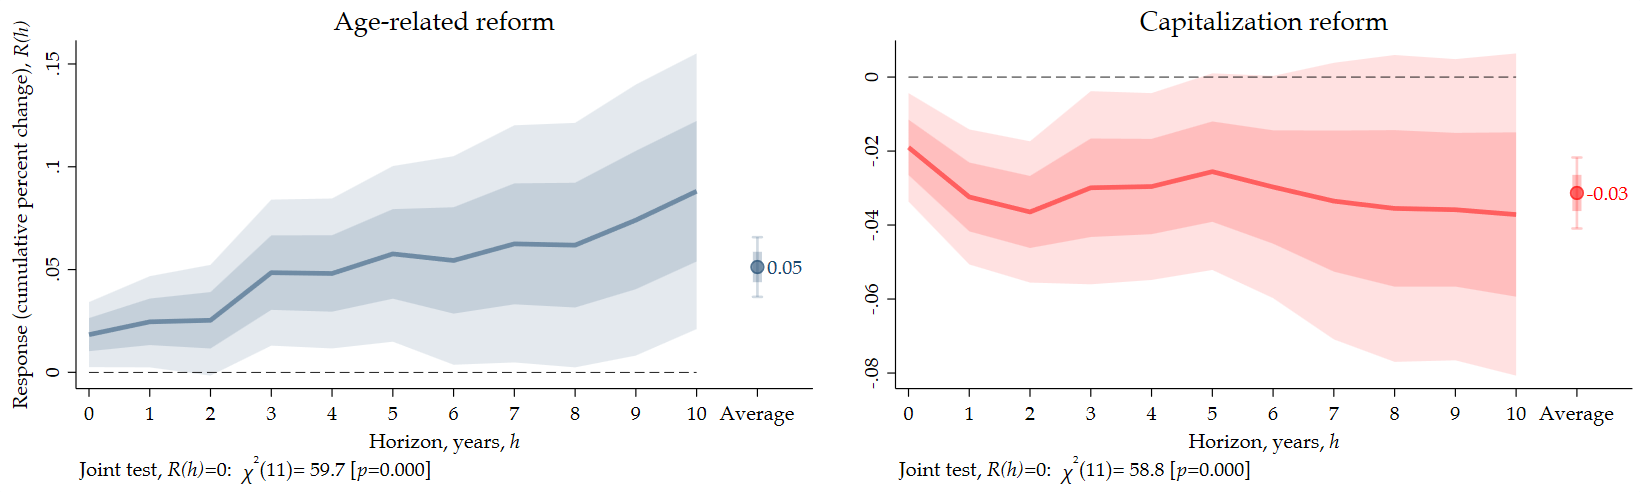 Age-related reform
Response (cumulative percent change), R(h)
.15
.1
.05
0
0.05
0 1 2 3 4 5 6 7 8 9 10 Average
Horizon, years, h
Joint test, R(h)=0: χ²(11)= 59.7 [p=0.000]
Capitalization reform
0
-.02
-.04
-.06
-.08
-0.03
0 1 2 3 4 5 6 7 8 9 10 Average
Horizon, years, h
Joint test, R(h)=0: χ²(11)= 58.8 [p=0.000]